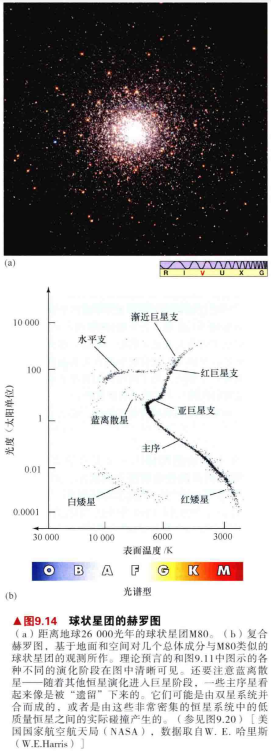 (a)
R I V U X G
10 000
渐近巨星支
水平支
100
红巨星支
亚巨星支
蓝离散星
1
光度（太阳单位）
主序
0.01
白矮星
红矮星
0.0001
30 000 10 000 6000 3000
表面温度/K
O B A F G K M
(b)
光谱型
▲图9.14 球状星团的赫罗图
（a）距离地球26 000光年的球状星团M80。（b）复合
赫罗图，基于地面和空间对几个总体成分与M80类似的
球状星团的观测所作。理论预言的和图9.11中图示的各
种不同的演化阶段在图中清晰可见。还要注意蓝离散
星——随着其他恒星演化进入巨星阶段，一些主序星看
起来像是被“遗留”下来的。它们可能是由双星系统并
合而成的，或者是由这些非常密集的恒星系统中的低
质量恒星之间的实际碰撞产生的。（参见图9.20）［美
国国家航空航天局（NASA），数据取自W. E. 哈里斯
（W.E.Harris）］